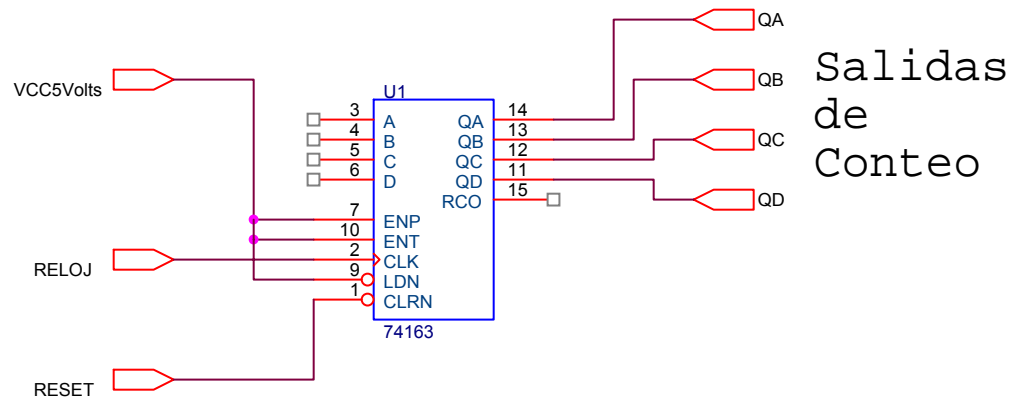 QA
Salidas
de
Conteo
VCC5Volts
QB
U1
3
A
QA
14
4
B
QB
13
5
C
QC
12
QC
6
D
QD
11
RCO
15
QD
7
ENP
10
ENT
RELOJ
2
CLK
9
LDN
1
CLRN
74163
RESET